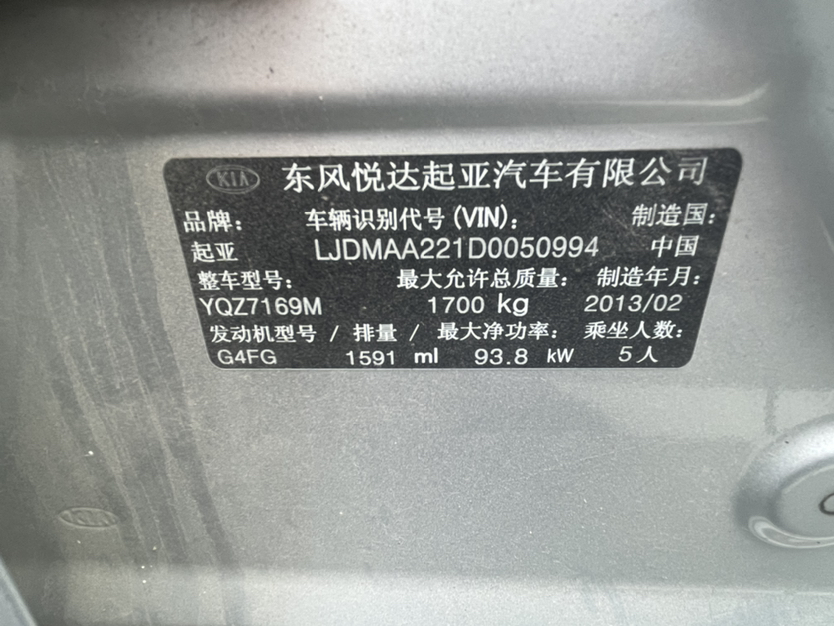 KIA 东风悦达起亚汽车有限公司
品牌: 车辆识别代号(VIN): 制造国:
起亚 LJDMAA221D0050994 中国
整车型号: 最大允许总质量: 制造年月:
YQZ7169M 1700 kg 2013/02
发动机型号 / 排量 / 最大净功率: 乘坐人数:
G4FG 1591 ml 93.8 kW 5人